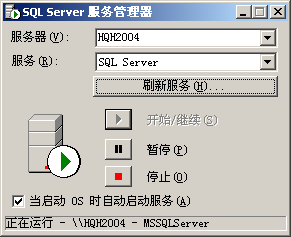 SQL Server 服务管理器
服务器(V): HQH2004
服务(R): SQL Server
刷新服务(H)...
开始/继续(S)
暂停(P)
停止(O)
当启动 OS 时自动启动服务(A)
正在运行 - \\HQH2004 - MSSQLServer